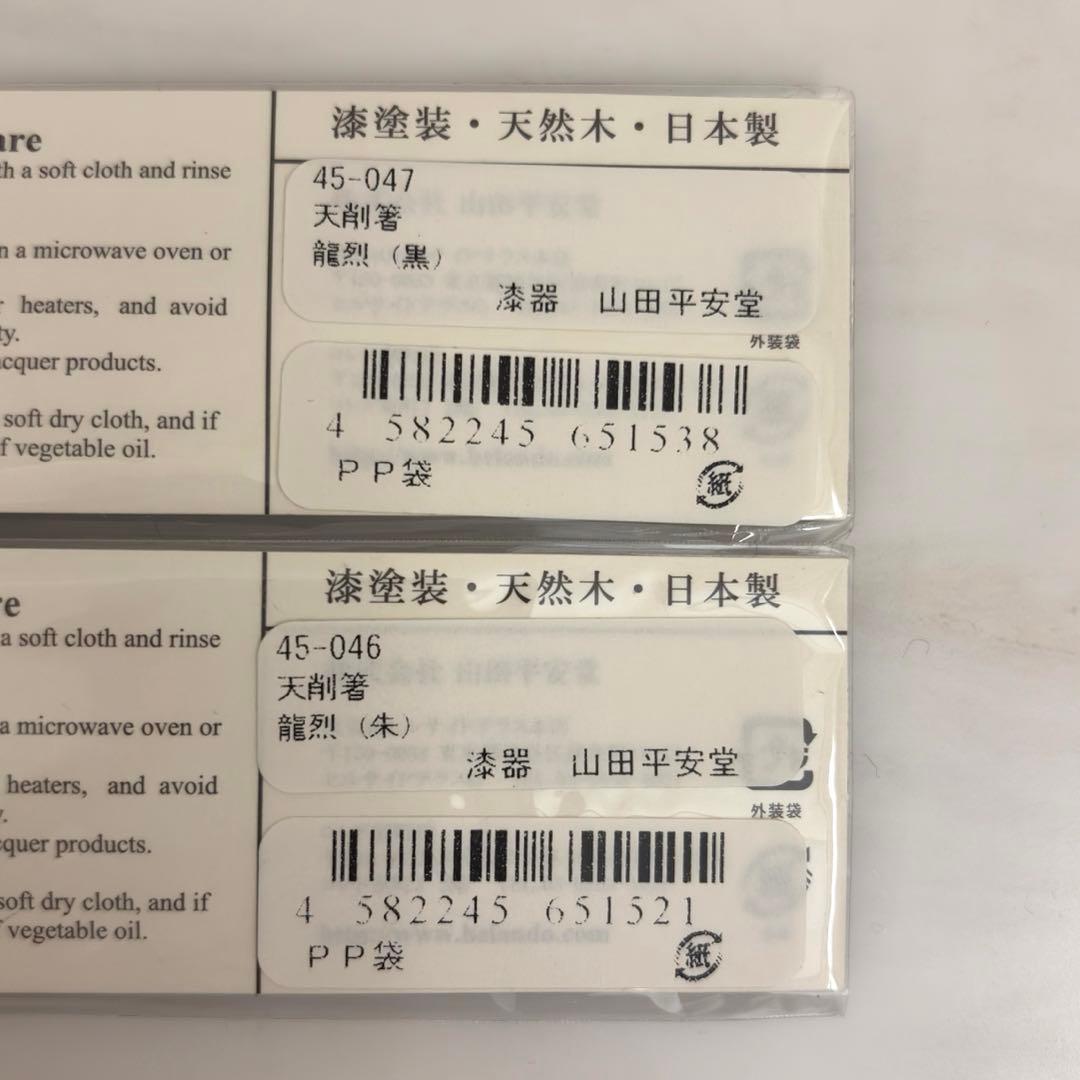 are
th a soft cloth and rinse
n a microwave oven or
r heaters, and avoid
ty.
cquer products.
soft dry cloth, and if
f vegetable oil.
漆塗装・天然木・日本製
45-047
天削箸
龍烈（黒）
漆器 山田平安堂
外装袋
4 582245 651538
PP袋
紙
re
a soft cloth and rinse
a microwave oven or
heaters, and avoid
y.
cquer products.
soft dry cloth, and if
f vegetable oil.
漆塗装・天然木・日本製
45-046
天削箸
龍烈（朱）
漆器 山田平安堂
外装袋
4 582245 651521
PP袋
紙